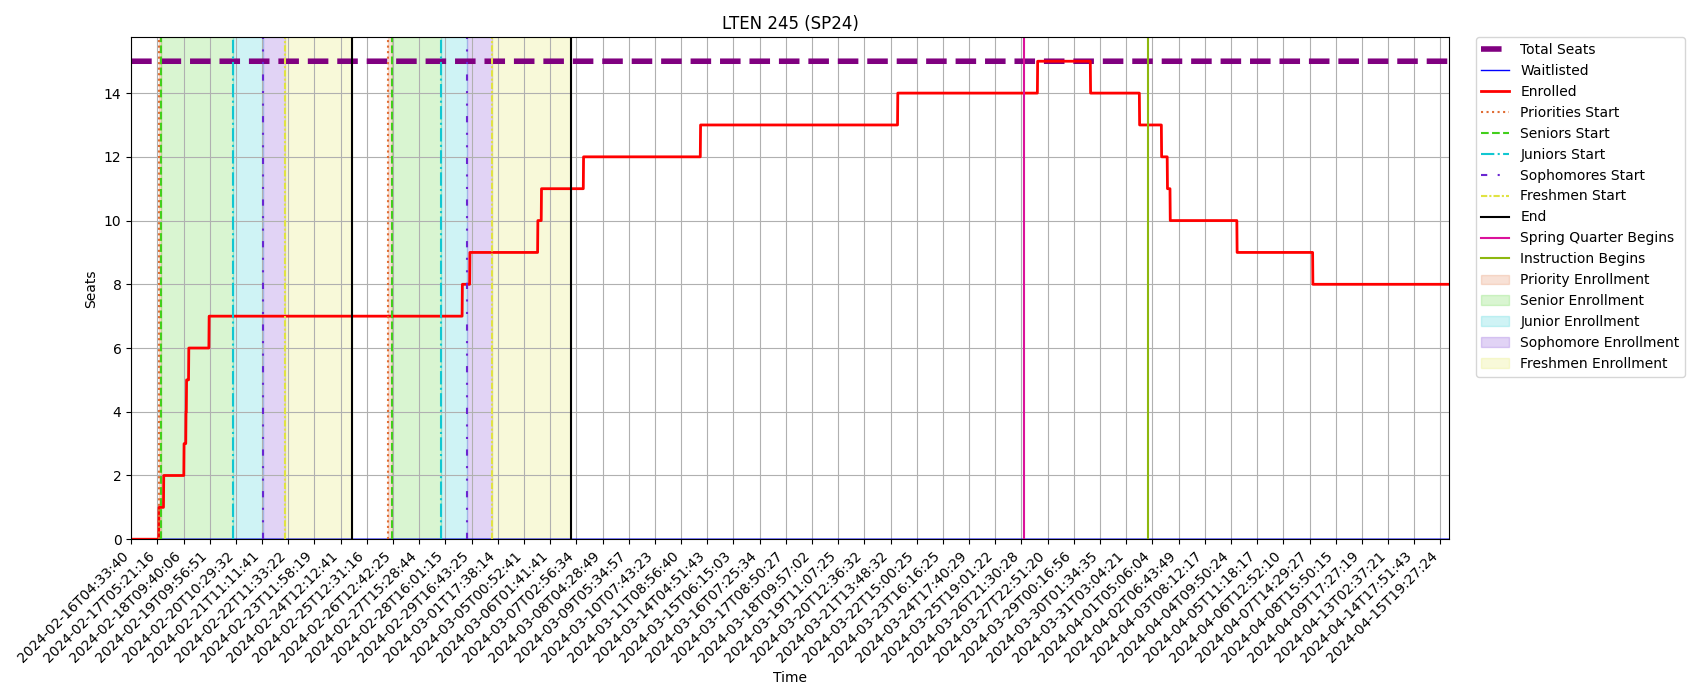 LTEN 245 (SP24)
Seats
14
12
10
8
6
4
2
0
2024-02-16T04:33:40
2024-02-17T05:21:16
2024-02-18T09:40:06
2024-02-19T09:56:51
2024-02-20T10:29:32
2024-02-21T11:11:41
2024-02-22T11:33:22
2024-02-23T11:58:19
2024-02-24T12:12:41
2024-02-25T12:31:16
2024-02-26T12:42:25
2024-02-27T15:28:44
2024-02-28T16:01:15
2024-02-29T16:43:25
2024-03-01T17:38:14
2024-03-05T00:52:41
2024-03-06T01:41:41
2024-03-07T02:56:34
2024-03-08T04:28:49
2024-03-09T05:34:57
2024-03-10T07:43:23
2024-03-11T08:56:40
2024-03-14T04:51:43
2024-03-15T06:15:03
2024-03-16T07:25:34
2024-03-17T08:50:27
2024-03-18T09:57:02
2024-03-19T11:07:25
2024-03-20T12:36:32
2024-03-21T13:48:32
2024-03-22T15:00:25
2024-03-23T16:16:25
2024-03-24T17:40:29
2024-03-25T19:01:22
2024-03-26T21:30:28
2024-03-27T22:51:20
2024-03-29T00:16:56
2024-03-30T01:34:35
2024-03-31T03:04:21
2024-04-01T05:06:04
2024-04-02T06:43:49
2024-04-03T08:12:17
2024-04-04T09:50:24
2024-04-05T11:18:17
2024-04-06T12:52:10
2024-04-07T14:29:27
2024-04-08T15:50:15
2024-04-09T17:27:19
2024-04-13T02:37:21
2024-04-14T17:51:43
2024-04-15T19:27:24
Time
Total Seats
Waitlisted
Enrolled
Priorities Start
Seniors Start
Juniors Start
Sophomores Start
Freshmen Start
End
Spring Quarter Begins
Instruction Begins
Priority Enrollment
Senior Enrollment
Junior Enrollment
Sophomore Enrollment
Freshmen Enrollment